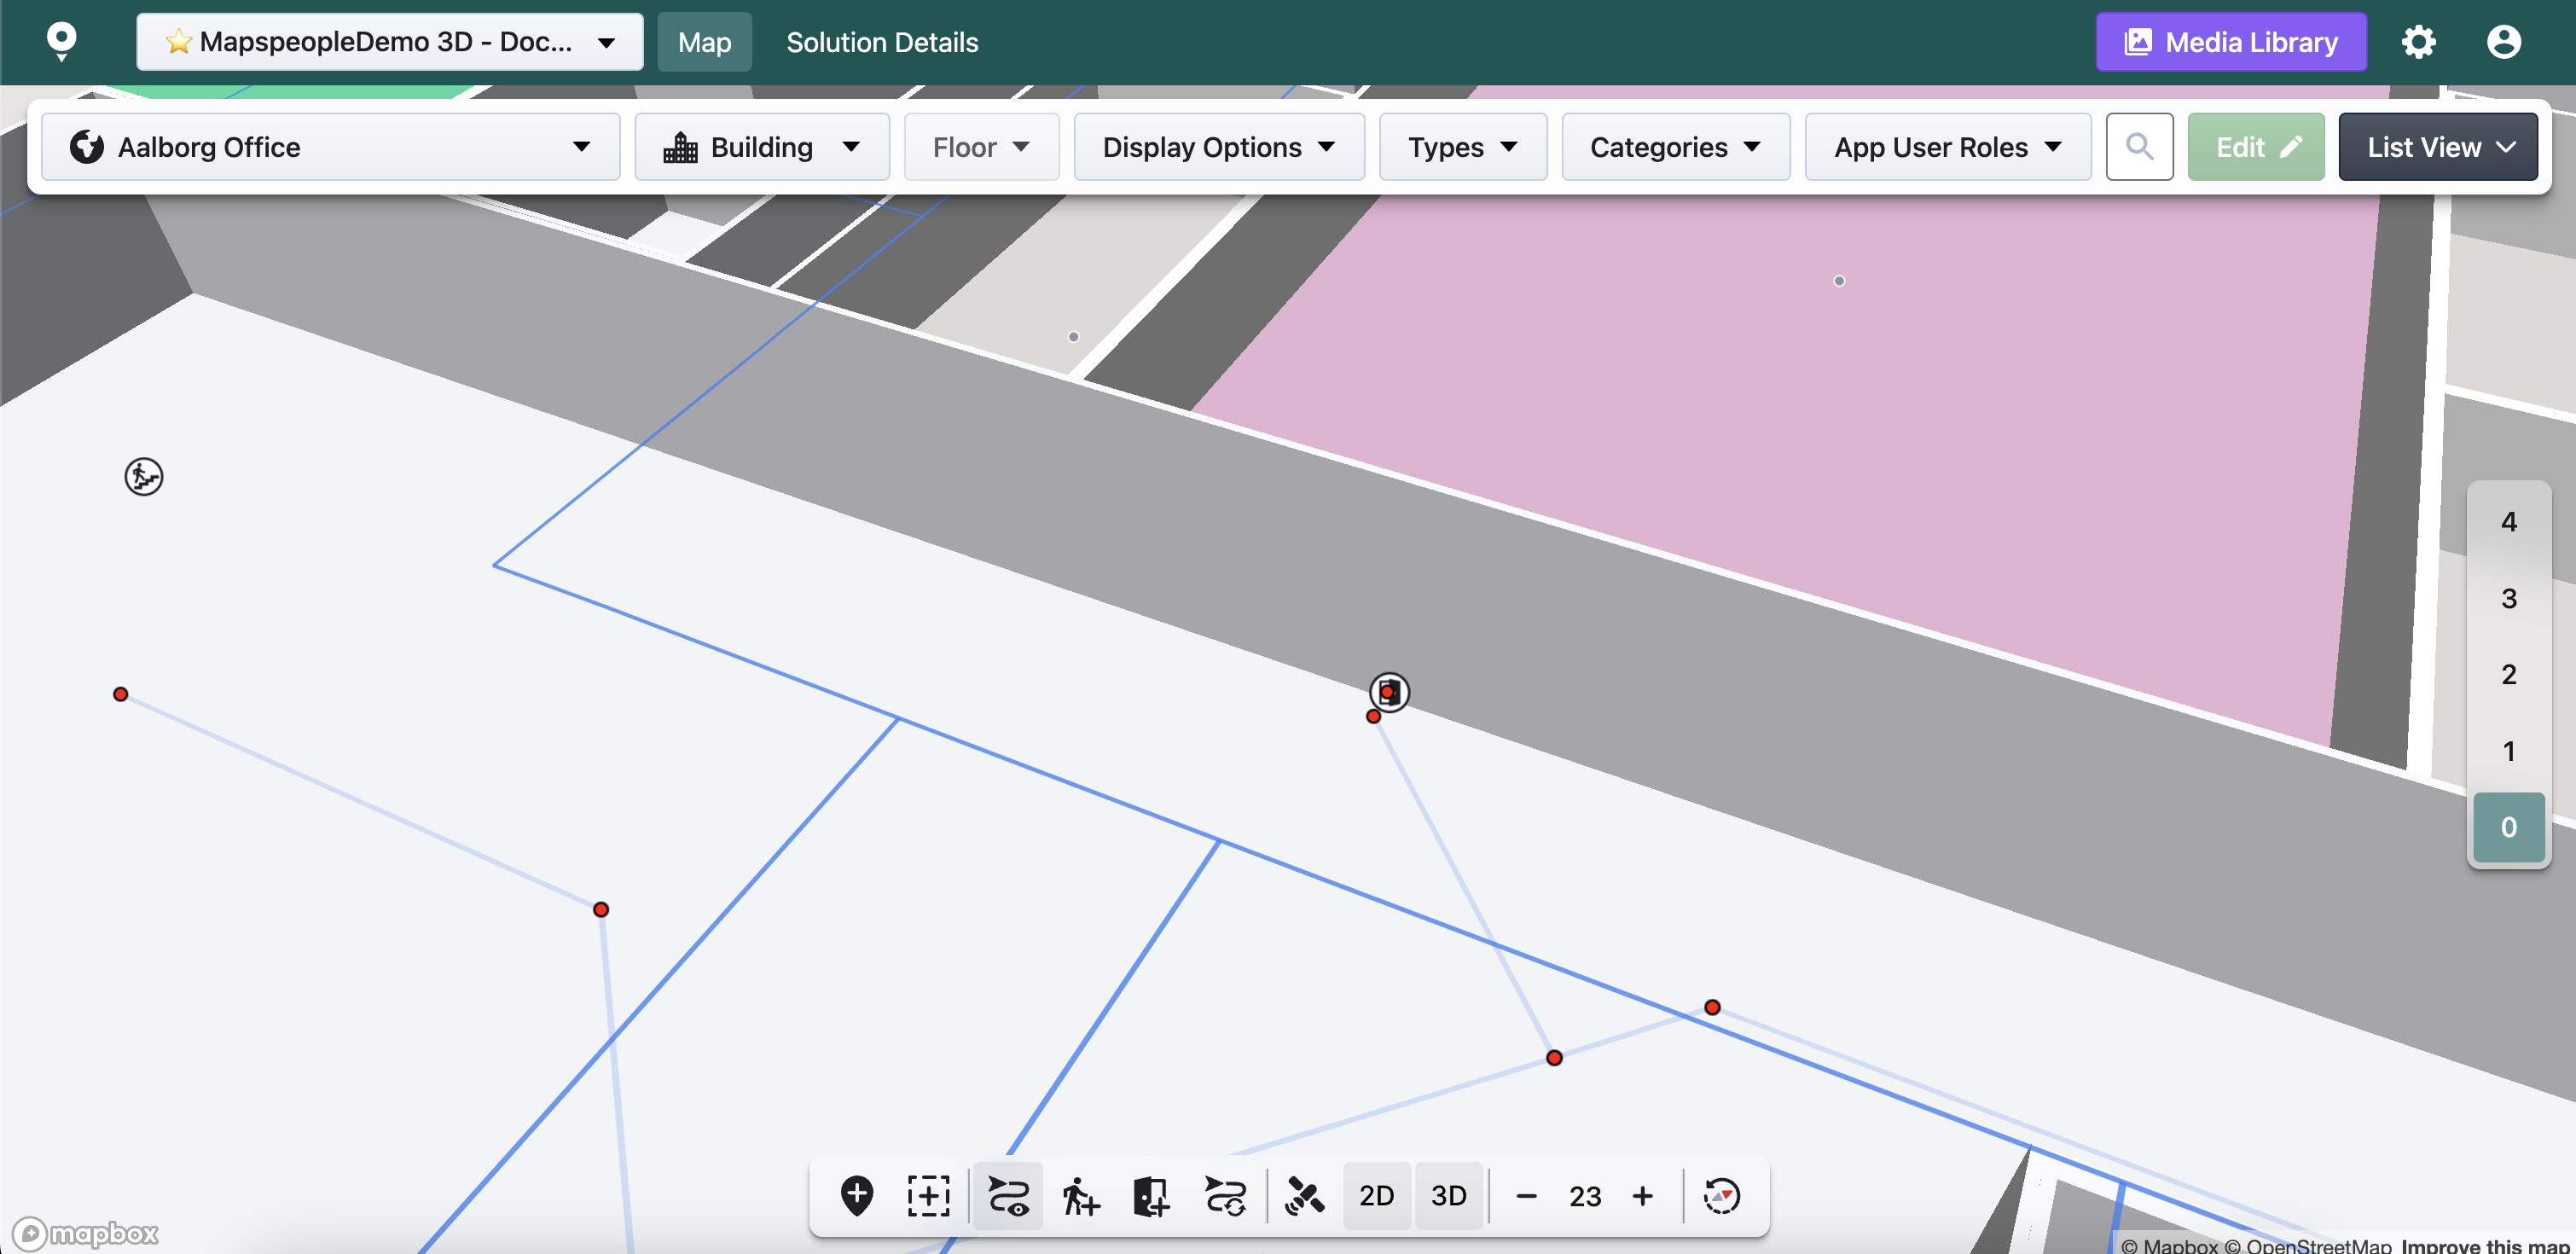 MapspeopleDemo 3D - Doc...
Map
Solution Details
Media Library
Aalborg Office
Building
Floor
Display Options
Types
Categories
App User Roles
Edit
List View
4
3
2
1
0
2D
3D
23
mapbox
© Mapbox © OpenStreetMap Improve this map